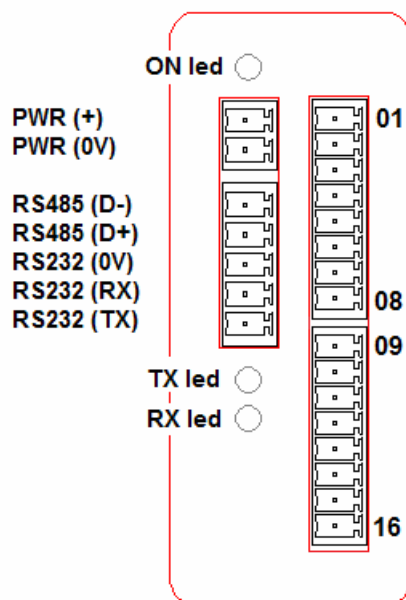 ON led
PWR (+)
01
PWR (0V)
RS485 (D-)
RS485 (D+)
RS232 (0V)
RS232 (RX)
08
RS232 (TX)
09
TX led
RX led
16